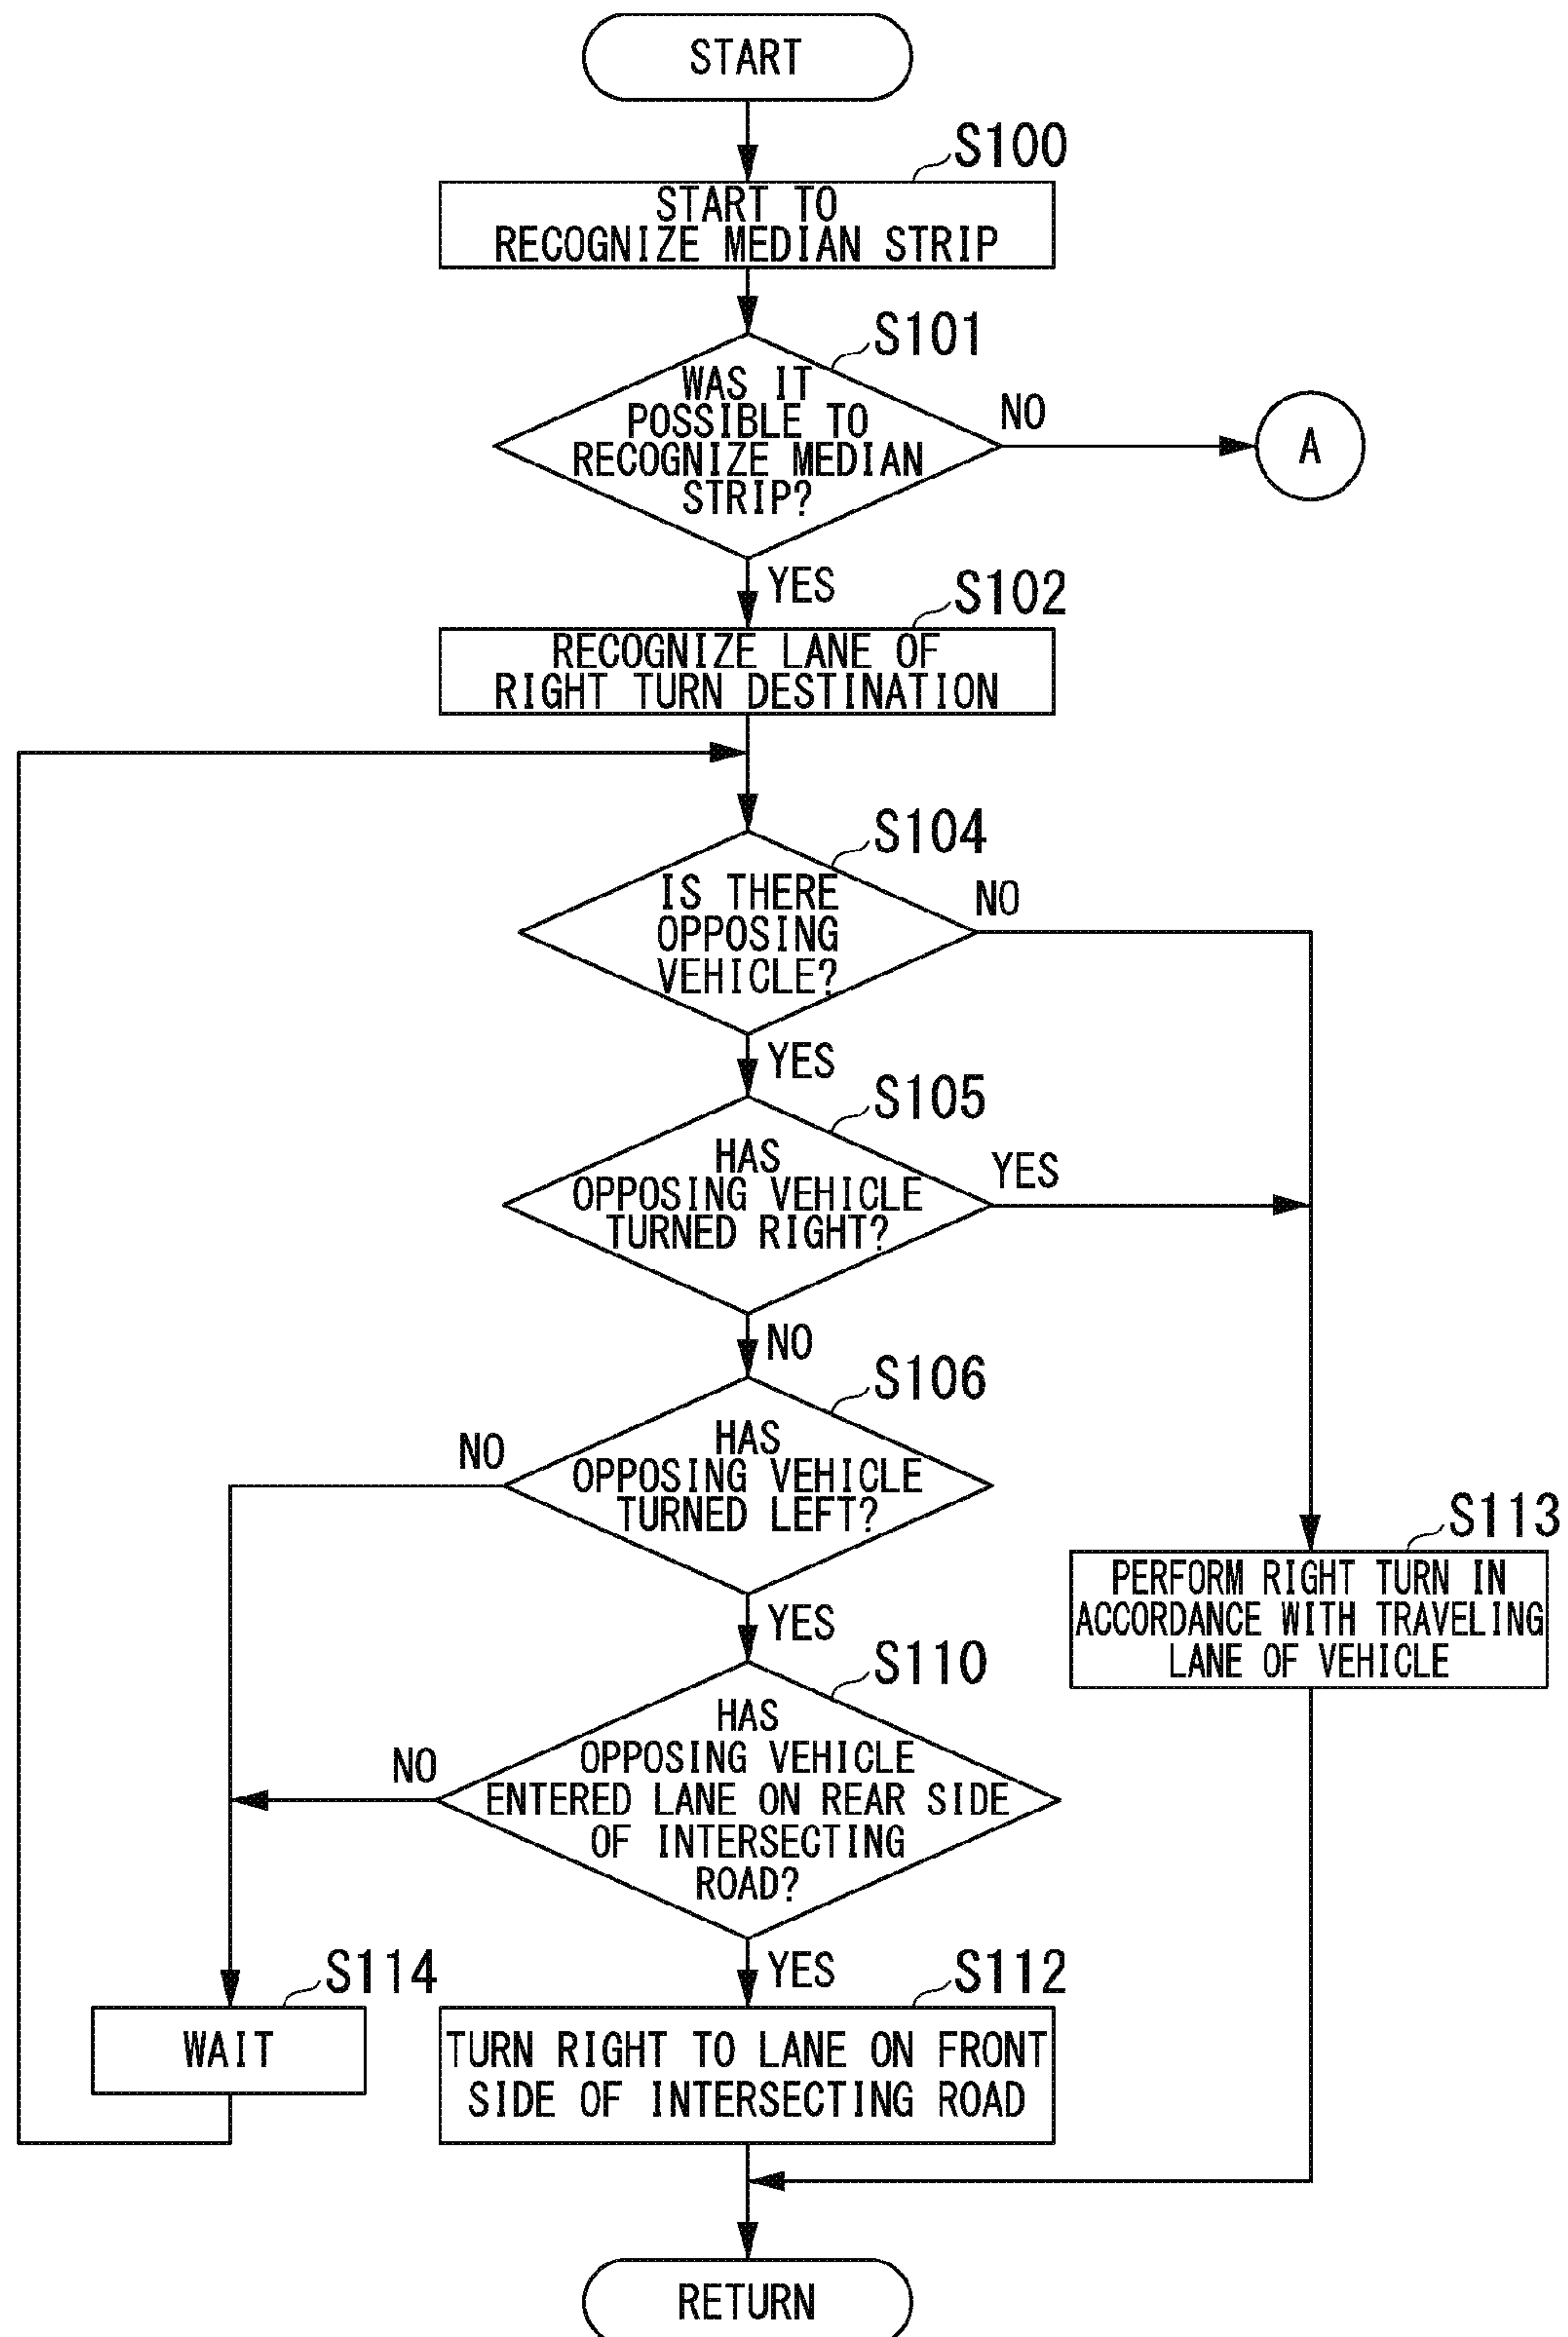 START
S100
START TO
RECOGNIZE MEDIAN STRIP
S101
WAS IT
POSSIBLE TO
RECOGNIZE MEDIAN
STRIP?
NO
A
YES
S102
RECOGNIZE LANE OF
RIGHT TURN DESTINATION
S104
IS THERE
OPPOSING
VEHICLE?
NO
YES
S105
HAS
OPPOSING VEHICLE
TURNED RIGHT?
YES
NO
S106
HAS
OPPOSING VEHICLE
TURNED LEFT?
NO
YES
S113
PERFORM RIGHT TURN IN
ACCORDANCE WITH TRAVELING
LANE OF VEHICLE
S110
HAS
OPPOSING VEHICLE
ENTERED LANE ON REAR SIDE
OF INTERSECTING
ROAD?
NO
YES
S114
WAIT
S112
TURN RIGHT TO LANE ON FRONT
SIDE OF INTERSECTING ROAD
RETURN